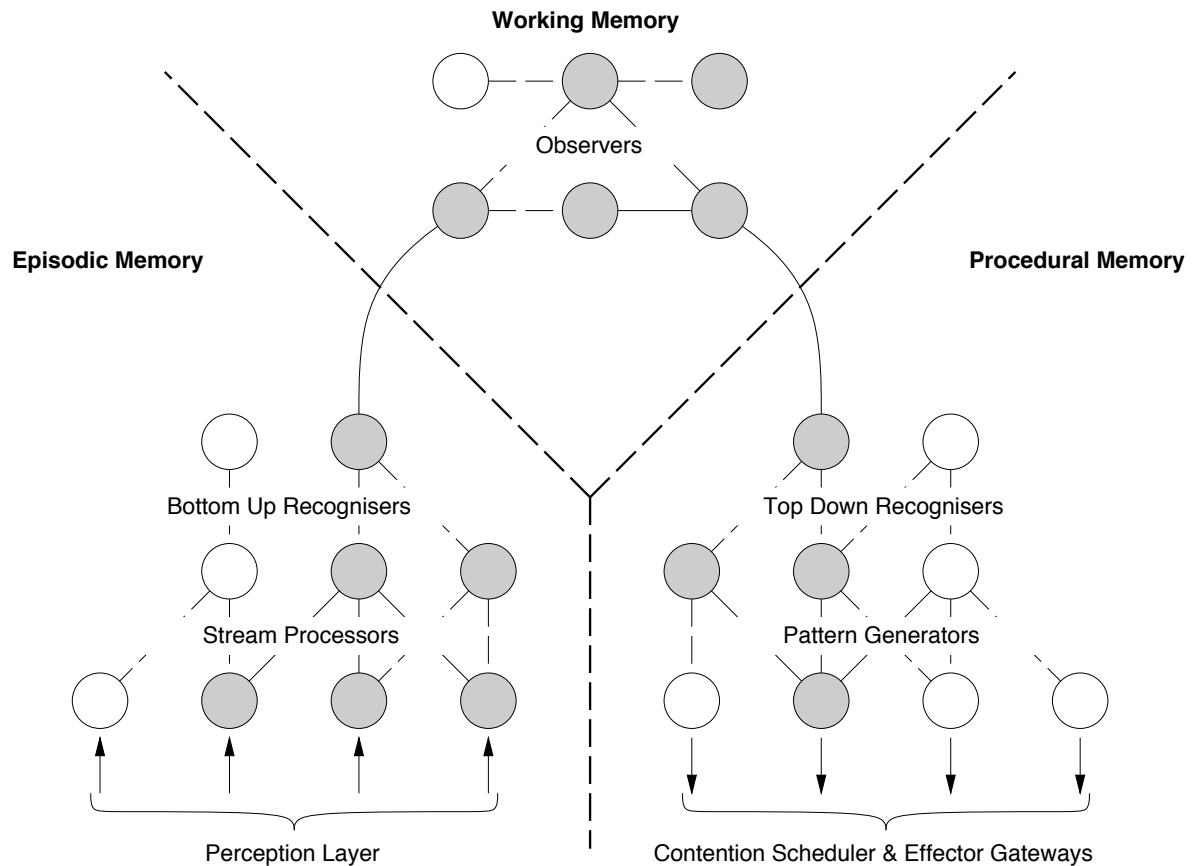 Working Memory
Observers
Episodic Memory
Procedural Memory
Bottom Up Recognisers
Top Down Recognisers
Stream Processors
Pattern Generators
Perception Layer
Contention Scheduler & Effector Gateways